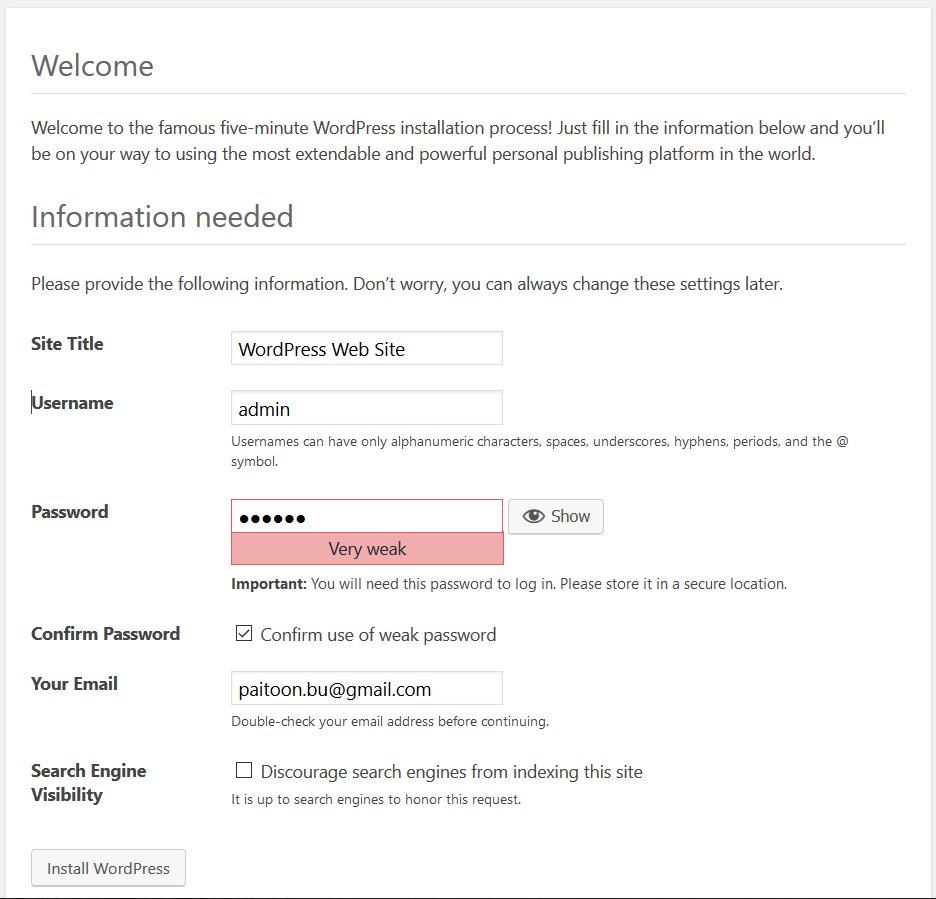 Welcome
Welcome to the famous five-minute WordPress installation process! Just fill in the information below and you’ll
be on your way to using the most extendable and powerful personal publishing platform in the world.
Information needed
Please provide the following information. Don’t worry, you can always change these settings later.
Site Title
WordPress Web Site
Username
admin
Usernames can have only alphanumeric characters, spaces, underscores, hyphens, periods, and the @
symbol.
Password
●●●●●●
Show
Very weak
Important: You will need this password to log in. Please store it in a secure location.
Confirm Password
Confirm use of weak password
Your Email
paitoon.bu@gmail.com
Double-check your email address before continuing.
Search Engine
Visibility
Discourage search engines from indexing this site
It is up to search engines to honor this request.
Install WordPress